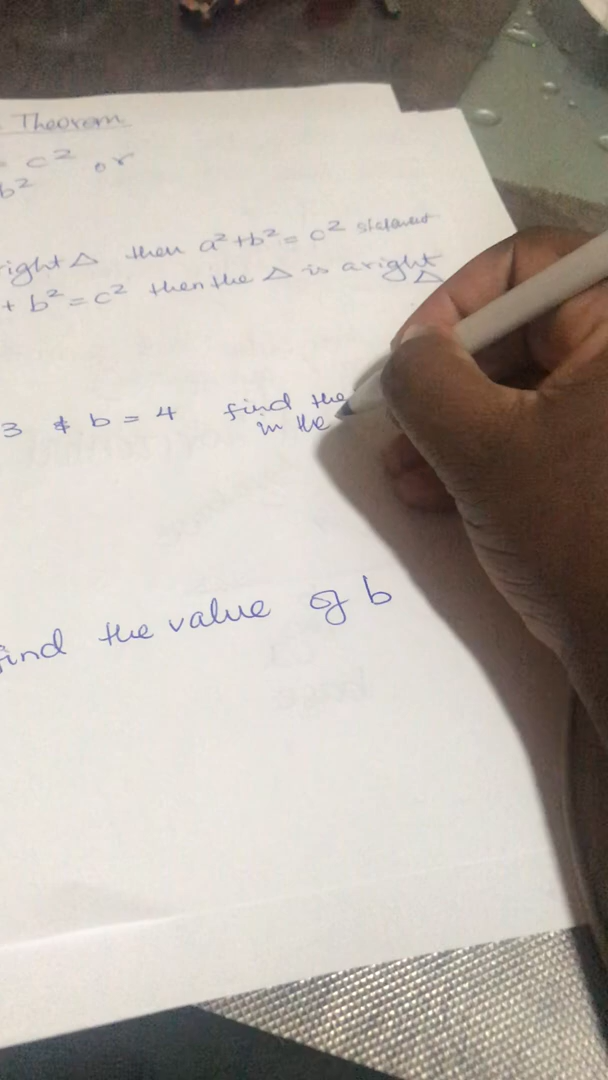 Theorem
= c² or
b²
right △ then a²+b² = c² statement
+ b² = c² then the △ is a right
△
3 & b = 4 find the
in the
find the value of b